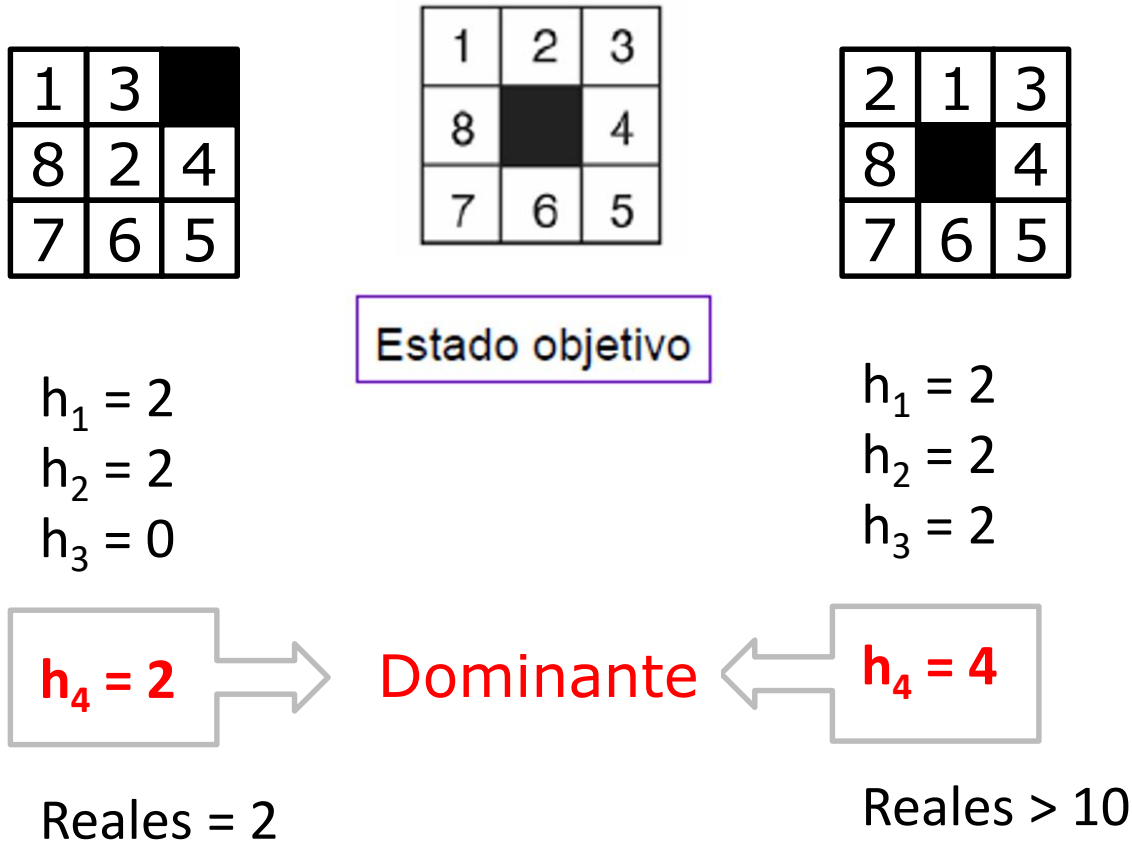 1 3
8 2 4
7 6 5
h₁ = 2
h₂ = 2
h₃ = 0
h₄ = 2
Reales = 2
1 2 3
8 4
7 6 5
Estado objetivo
Dominante
2 1 3
8 4
7 6 5
h₁ = 2
h₂ = 2
h₃ = 2
h₄ = 4
Reales > 10